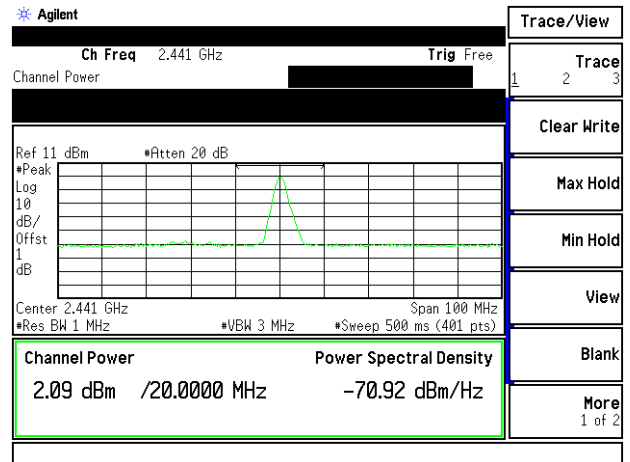 Agilent
Trace/View
Ch Freq 2.441 GHz Trig Free
Channel Power
Trace
1 2 3
Clear Write
Max Hold
Min Hold
View
Blank
More
1 of 2
Ref 11 dBm #Atten 20 dB
#Peak
Log
10
dB/
Offst
1
dB
Center 2.441 GHz Span 100 MHz
#Res BW 1 MHz #VBW 3 MHz #Sweep 500 ms (401 pts)
Channel Power Power Spectral Density
2.09 dBm /20.0000 MHz -70.92 dBm/Hz